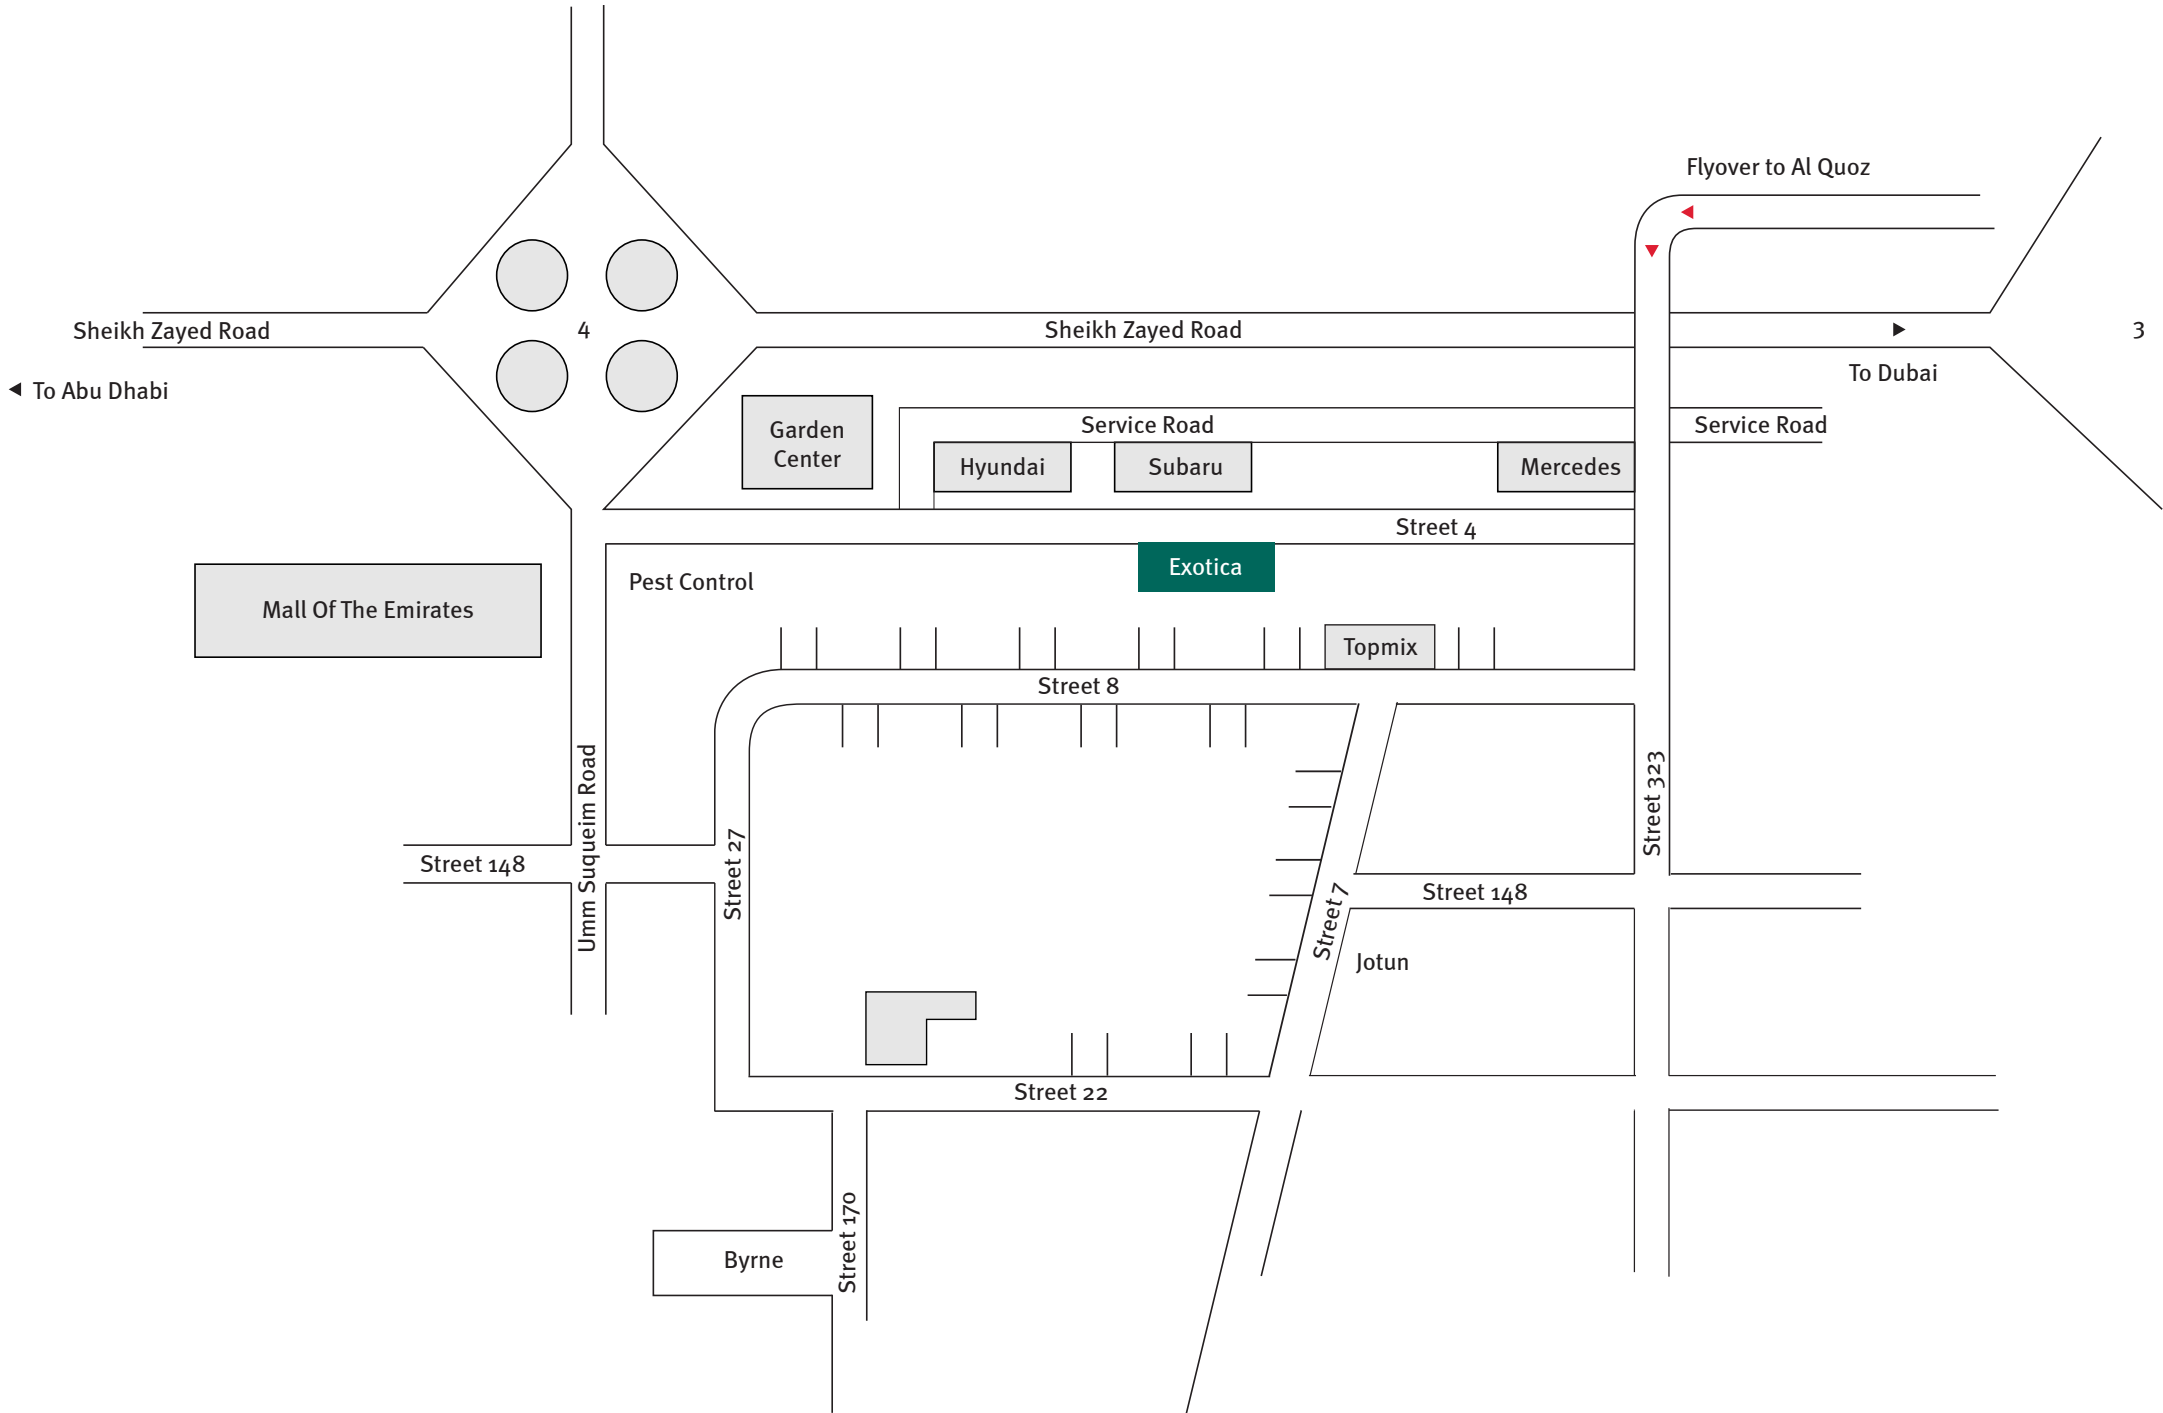 Flyover to Al Quoz
Sheikh Zayed Road
4
Sheikh Zayed Road
3
To Abu Dhabi
To Dubai
Garden
Center
Service Road
Service Road
Hyundai
Subaru
Mercedes
Street 4
Exotica
Pest Control
Mall Of The Emirates
Topmix
Street 8
Umm Suqueim Road
Street 323
Street 27
Street 148
Street 7
Street 148
Jotun
Street 22
Street 170
Byrne